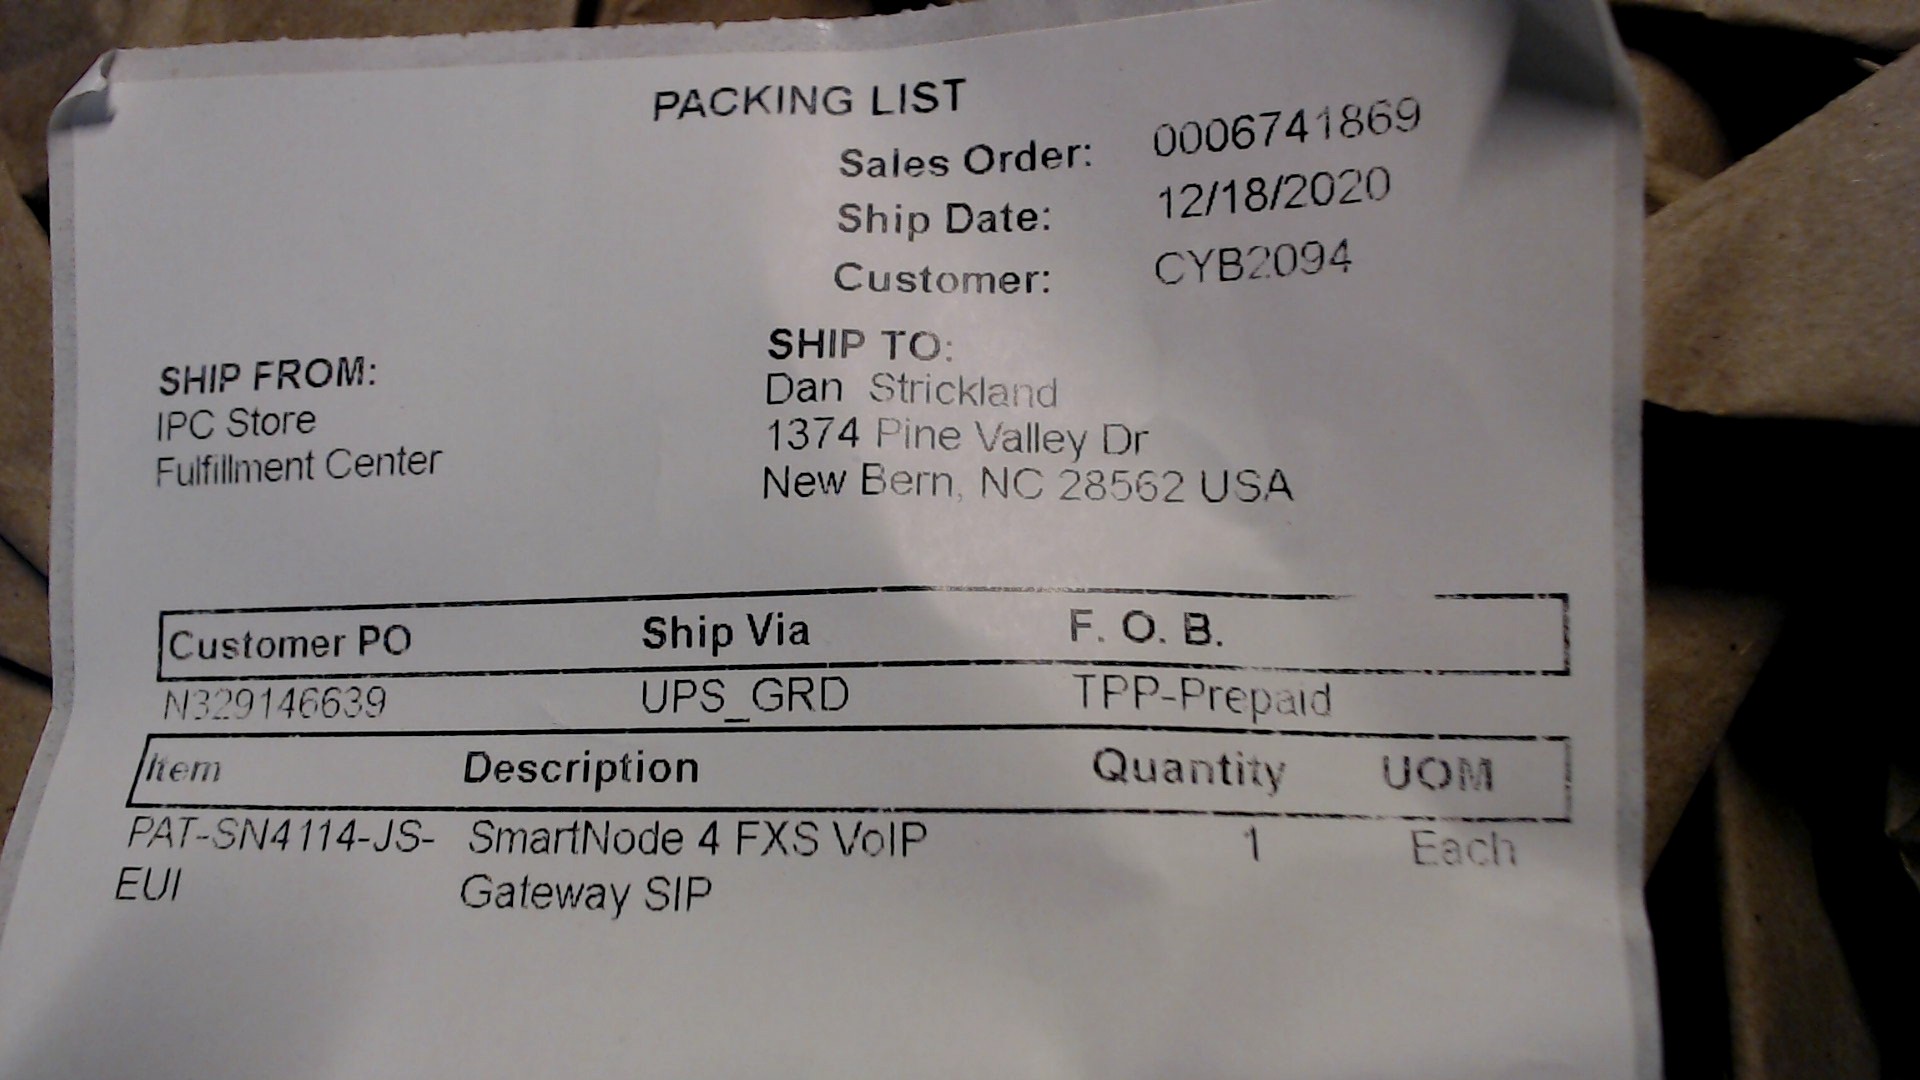 PACKING LIST
Sales Order: 0006741869
Ship Date: 12/18/2020
Customer: CYB2094
SHIP FROM:
IPC Store
Fulfillment Center
SHIP TO:
Dan Strickland
1374 Pine Valley Dr
New Bern, NC 28562 USA
Customer PO Ship Via F. O. B.
N329146639 UPS_GRD TPP-Prepaid
Item Description Quantity UOM
PAT-SN4114-JS- SmartNode 4 FXS VoIP 1 Each
EUI Gateway SIP